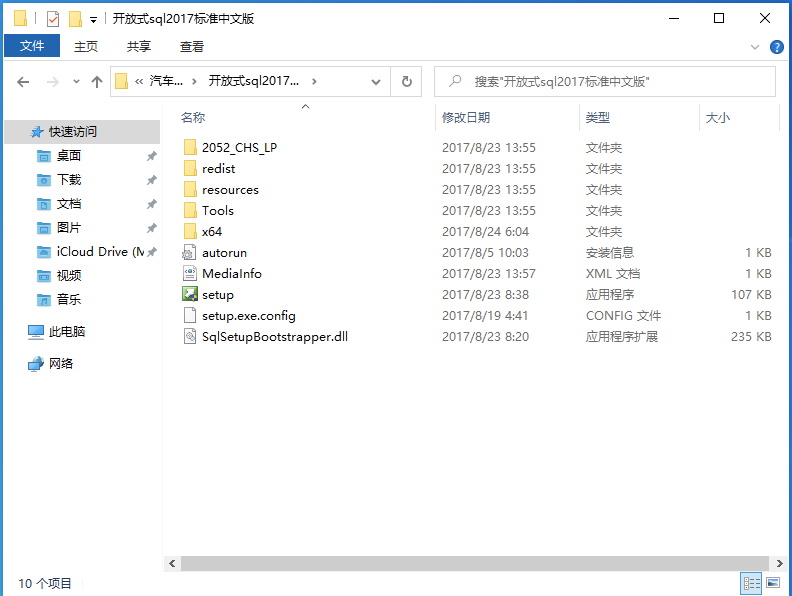 开放式sql2017标准中文版
文件 主页 共享 查看
« 汽车... › 开放式sql2017... › 搜索"开放式sql2017标准中文版"
名称 修改日期 类型 大小
快速访问
桌面
下载
文档
图片
iCloud Drive (M
视频
音乐
此电脑
网络
2052_CHS_LP 2017/8/23 13:55 文件夹
redist 2017/8/23 13:55 文件夹
resources 2017/8/23 13:55 文件夹
Tools 2017/8/23 13:55 文件夹
x64 2017/8/24 6:04 文件夹
autorun 2017/8/5 10:03 安装信息 1 KB
MediaInfo 2017/8/23 13:57 XML 文档 1 KB
setup 2017/8/23 8:38 应用程序 107 KB
setup.exe.config 2017/8/19 4:41 CONFIG 文件 1 KB
SqlSetupBootstrapper.dll 2017/8/23 8:20 应用程序扩展 235 KB
10 个项目